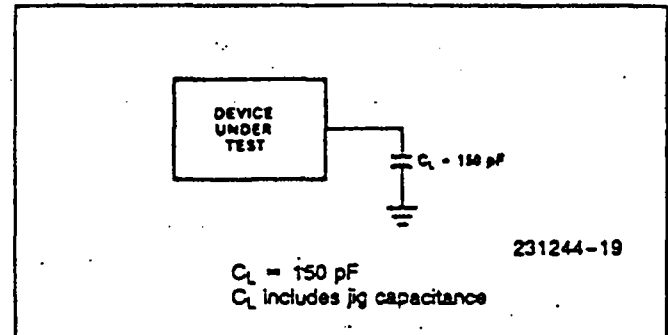 DEVICE
UNDER
TEST
C_L = 150 pF
231244-19
C_L = 150 pF
C_L includes jig capacitance